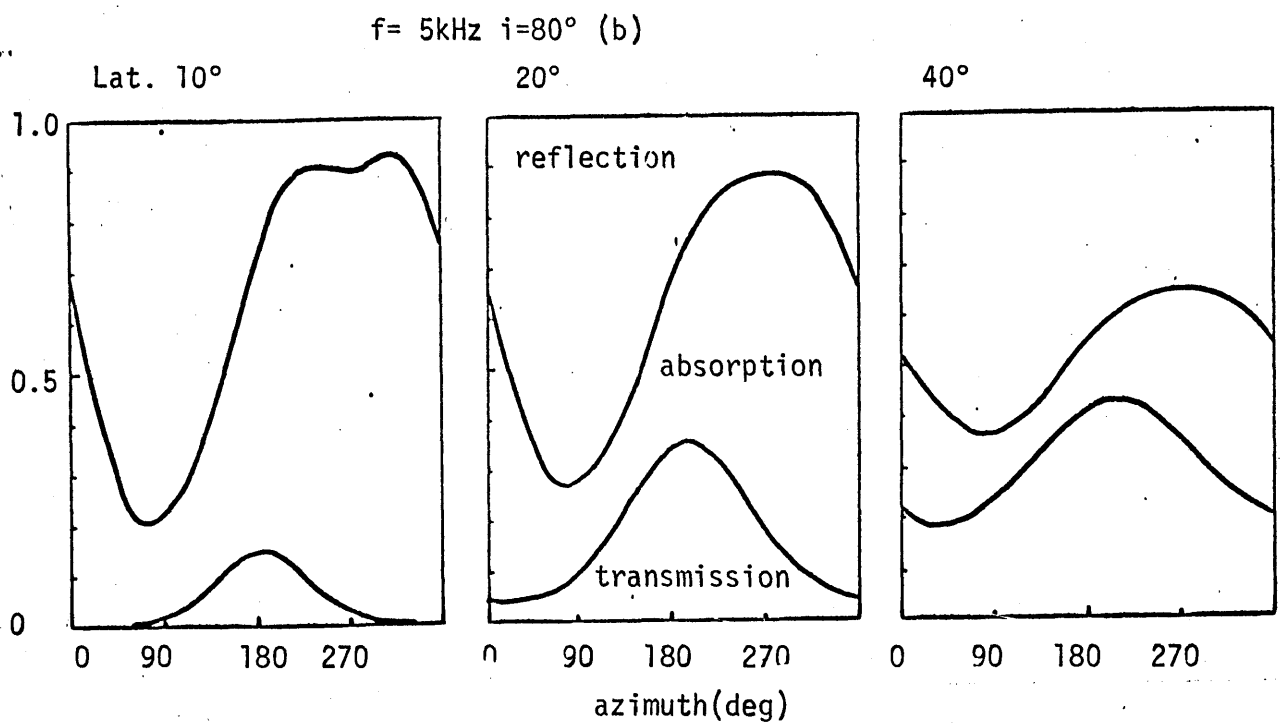 f= 5kHz i=80° (b)
Lat. 10° 20° 40°
1.0
reflection
0.5
absorption
transmission
0
0 90 180 270 0 90 180 270 0 90 180 270
azimuth(deg)